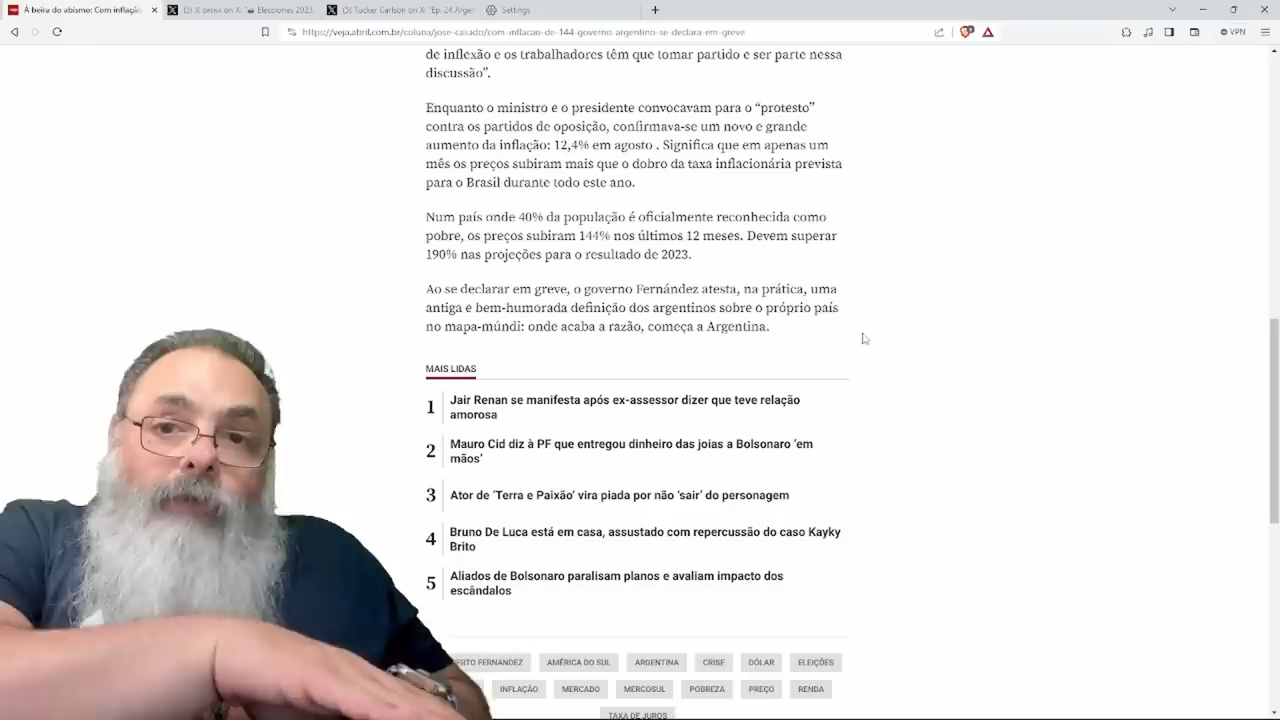 À beira do abismo: Com inflaçã
(5) X
on X:
Elecciones 2023
(5) Tucker Carlson on X: "Ep. 24 Arger
Settings
https://veja.abril.com.br/coluna/jose-casado/com-inflacao-de-144-governo-argentino-se-declara-em-greve
VPN
de inflexão e os trabalhadores têm que tomar partido e ser parte nessa
discussão”.
Enquanto o ministro e o presidente convocavam para o “protesto”
contra os partidos de oposição, confirmava-se um novo e grande
aumento da inflação: 12,4% em agosto . Significa que em apenas um
mês os preços subiram mais que o dobro da taxa inflacionária prevista
para o Brasil durante todo este ano.
Num país onde 40% da população é oficialmente reconhecida como
pobre, os preços subiram 144% nos últimos 12 meses. Devem superar
190% nas projeções para o resultado de 2023.
Ao se declarar em greve, o governo Fernández atesta, na prática, uma
antiga e bem-humorada definição dos argentinos sobre o próprio país
no mapa-múndi: onde acaba a razão, começa a Argentina.
MAIS LIDAS
1 Jair Renan se manifesta após ex-assessor dizer que teve relação
amorosa
2 Mauro Cid diz à PF que entregou dinheiro das joias a Bolsonaro ‘em
mãos’
3 Ator de ‘Terra e Paixão’ vira piada por não ‘sair’ do personagem
4 Bruno De Luca está em casa, assustado com repercussão do caso Kayky
Brito
5 Aliados de Bolsonaro paralisam planos e avaliam impacto dos
escândalos
ERTO FERNANDEZ AMÉRICA DO SUL ARGENTINA CRISE DÓLAR ELEIÇÕES
INFLAÇÃO MERCADO MERCOSUL POBREZA PREÇO RENDA
TAXA DE JUROS